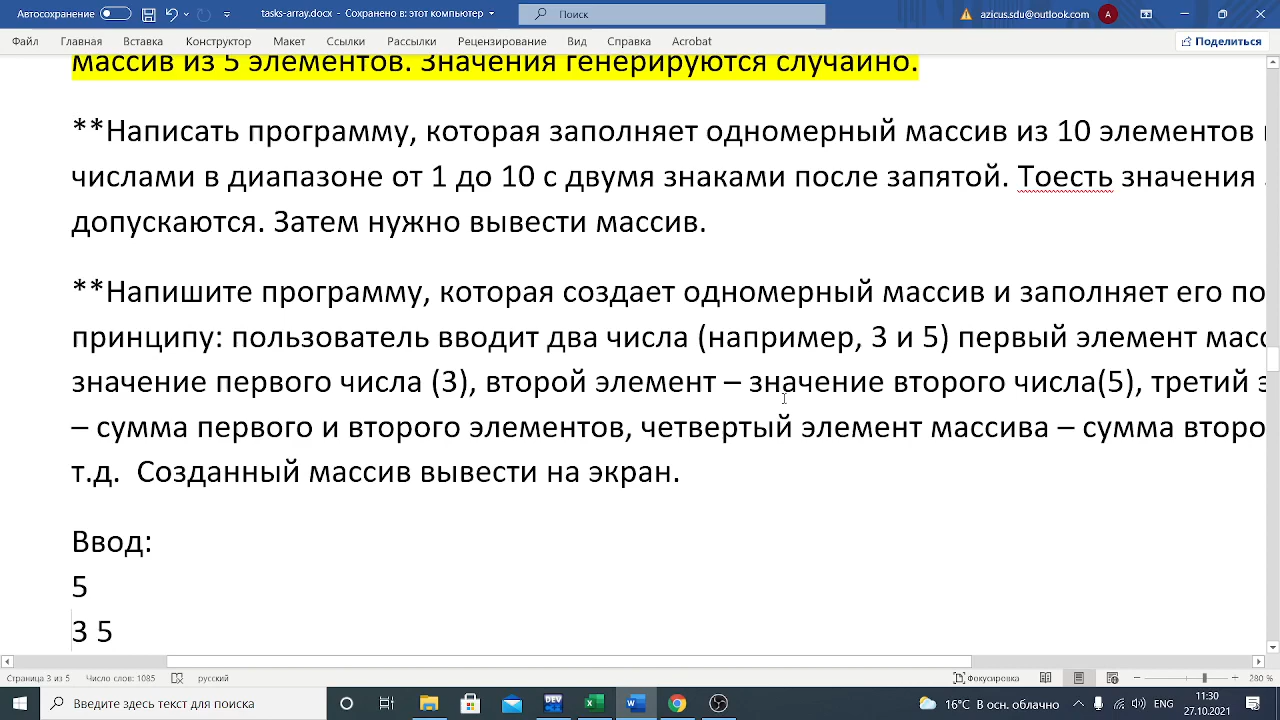 Автосохранение
tasks-array.docx - Сохранено в этот компьютер
Поиск
azicussdu@outlook.com
A
Файл Главная Вставка Конструктор Макет Ссылки Рассылки Рецензирование Вид Справка Acrobat
Поделиться
массив из 5 элементов. Значения генерируются случайно.
**Написать программу, которая заполняет одномерный массив из 10 элементов
числами в диапазоне от 1 до 10 с двумя знаками после запятой. Тоесть значения
допускаются. Затем нужно вывести массив.
**Напишите программу, которая создает одномерный массив и заполняет его по
принципу: пользователь вводит два числа (например, 3 и 5) первый элемент
значение первого числа (3), второй элемент – значение второго числа(5), третий
– сумма первого и второго элементов, четвертый элемент массива – сумма
т.д. Созданный массив вывести на экран.
Ввод:
5
3 5
Страница 3 из 5 Число слов: 1085 русский
Фокусировка
280 %
Введите здесь текст для поиска
DEV
16°C В осн. облачно
ENG
11:30
27.10.2021